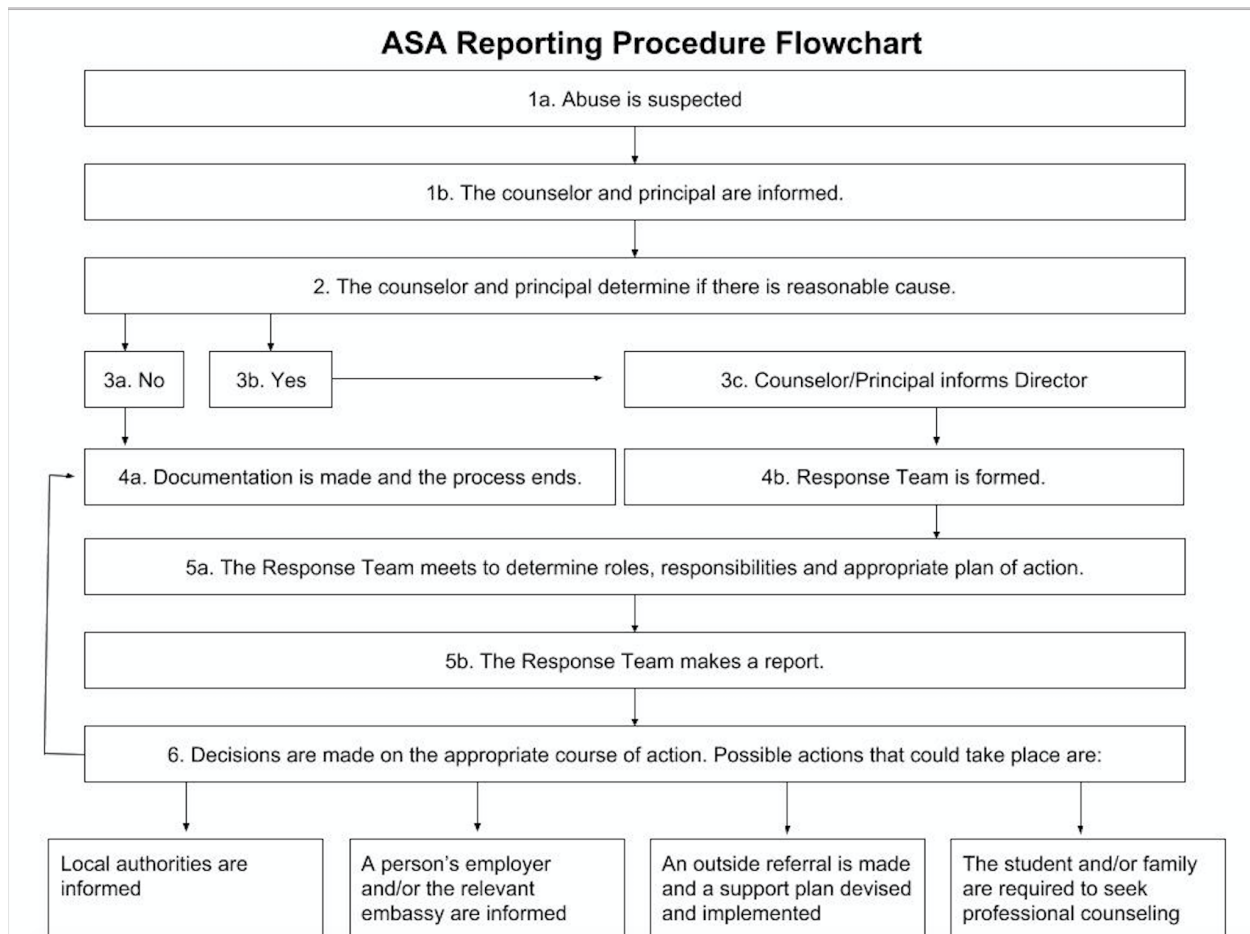 ASA Reporting Procedure Flowchart
1a. Abuse is suspected
1b. The counselor and principal are informed.
2. The counselor and principal determine if there is reasonable cause.
3a. No
3b. Yes
3c. Counselor/Principal informs Director
4a. Documentation is made and the process ends.
4b. Response Team is formed.
5a. The Response Team meets to determine roles, responsibilities and appropriate plan of action.
5b. The Response Team makes a report.
6. Decisions are made on the appropriate course of action. Possible actions that could take place are:
Local authorities are
informed
A person's employer
and/or the relevant
embassy are informed
An outside referral is made
and a support plan devised
and implemented
The student and/or family
are required to seek
professional counseling